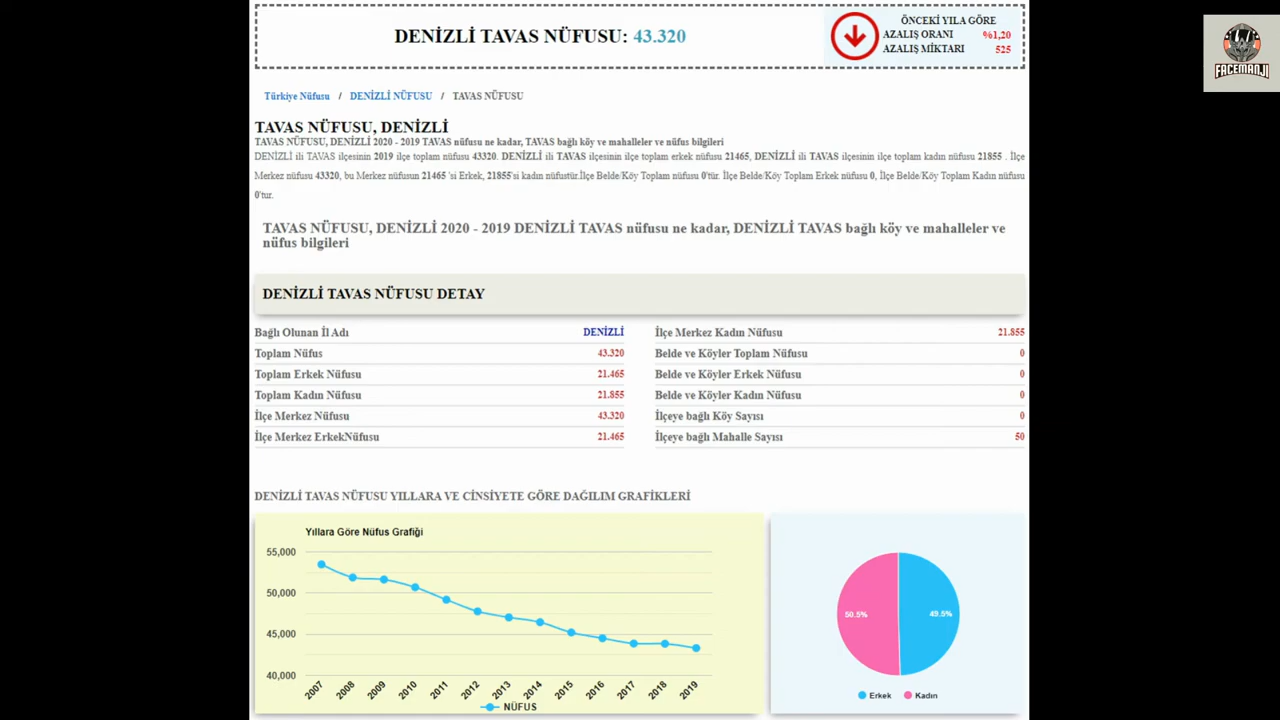 DENİZLİ TAVAS NÜFUSU: 43.320
ÖNCEKİ YILA GÖRE
AZALIŞ ORANI %1,20
AZALIŞ MİKTARI 525
FACEMANJI
Türkiye Nüfusu / DENİZLİ NÜFUSU / TAVAS NÜFUSU
TAVAS NÜFUSU, DENİZLİ
TAVAS NÜFUSU, DENİZLİ 2020 - 2019 TAVAS nüfusu ne kadar, TAVAS bağlı köy ve mahalleler ve nüfus bilgileri
DENİZLİ ili TAVAS ilçesinin 2019 ilçe toplam nüfusu 43320. DENİZLİ ili TAVAS ilçesinin ilçe toplam erkek nüfusu 21465, DENİZLİ ili TAVAS ilçesinin ilçe toplam kadın nüfusu 21855 . İlçe
Merkez nüfusu 43320, bu Merkez nüfusun 21465 'si Erkek, 21855'si kadın nüfustür.İlçe Belde/Köy Toplam nüfusu 0'tür. İlçe Belde/Köy Toplam Erkek nüfusu 0, İlçe Belde/Köy Toplam Kadın nüfusu
0'tur.
TAVAS NÜFUSU, DENİZLİ 2020 - 2019 DENİZLİ TAVAS nüfusu ne kadar, DENİZLİ TAVAS bağlı köy ve mahalleler ve
nüfus bilgileri
DENİZLİ TAVAS NÜFUSU DETAY
Bağlı Olunan İl Adı DENİZLİ
Toplam Nüfus 43.320
Toplam Erkek Nüfusu 21.465
Toplam Kadın Nüfusu 21.855
İlçe Merkez Nüfusu 43.320
İlçe Merkez ErkekNüfusu 21.465
İlçe Merkez Kadın Nüfusu 21.855
Belde ve Köyler Toplam Nüfusu 0
Belde ve Köyler Erkek Nüfusu 0
Belde ve Köyler Kadın Nüfusu 0
İlçeye bağlı Köy Sayısı 0
İlçeye bağlı Mahalle Sayısı 50
DENİZLİ TAVAS NÜFUSU YILLARA VE CİNSİYETE GÖRE DAĞILIM GRAFİKLERİ
Yıllara Göre Nüfus Grafiği
55,000
50,000
45,000
40,000
2007 2008 2009 2010 2011 2012 2013 2014 2015 2016 2017 2018 2019
NÜFUS
50.5% 49.5%
Erkek Kadın